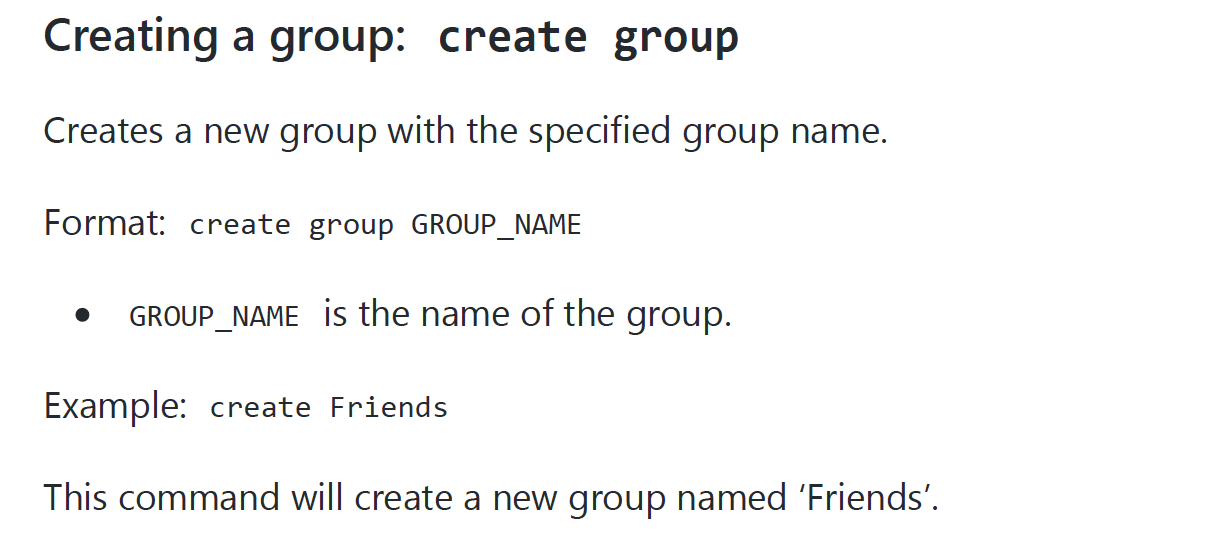 Creating a group: create group
Creates a new group with the specified group name.
Format: create group GROUP_NAME
• GROUP_NAME is the name of the group.
Example: create Friends
This command will create a new group named ‘Friends’.